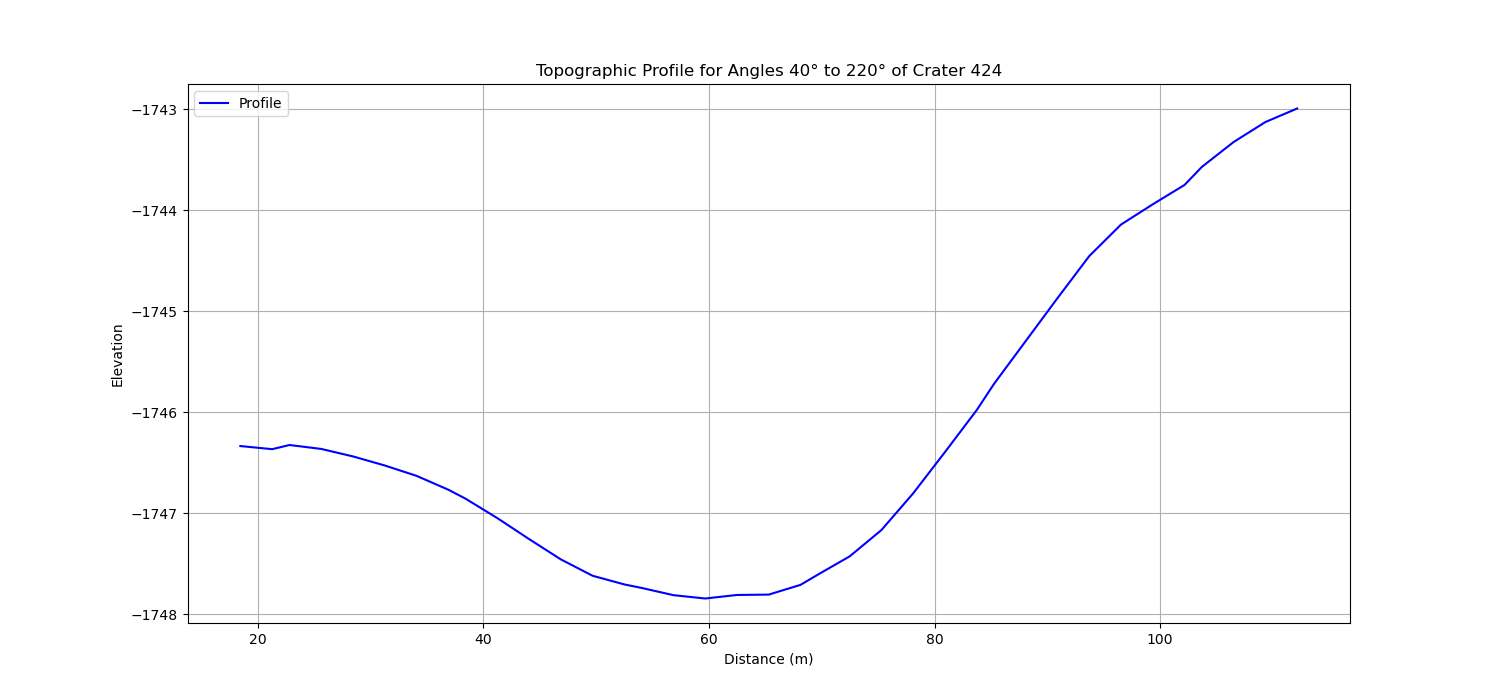 Topographic Profile for Angles 40° to 220° of Crater 424
Profile
−1743
−1744
−1745
−1746
−1747
−1748
Elevation
20
40
60
80
100
Distance (m)